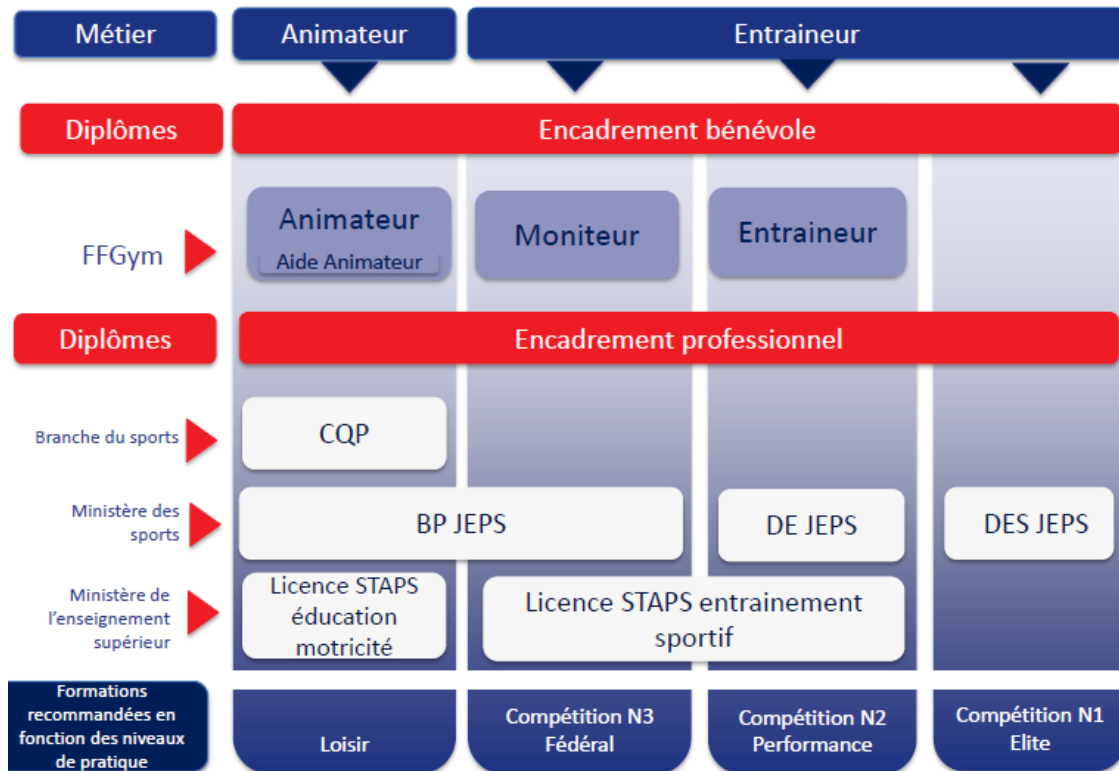 Métier
Animateur
Entraineur
Diplômes
Encadrement bénévole
FFGym
Animateur
Aide Animateur
Moniteur
Entraineur
Diplômes
Encadrement professionnel
Branche du sports
CQP
Ministère des
sports
BP JEPS
DE JEPS
DES JEPS
Ministère de
l'enseignement
supérieur
Licence STAPS
éducation
motricité
Licence STAPS entrainement
sportif
Formations
recommandées en
fonction des niveaux
de pratique
Loisir
Compétition N3
Fédéral
Compétition N2
Performance
Compétition N1
Elite